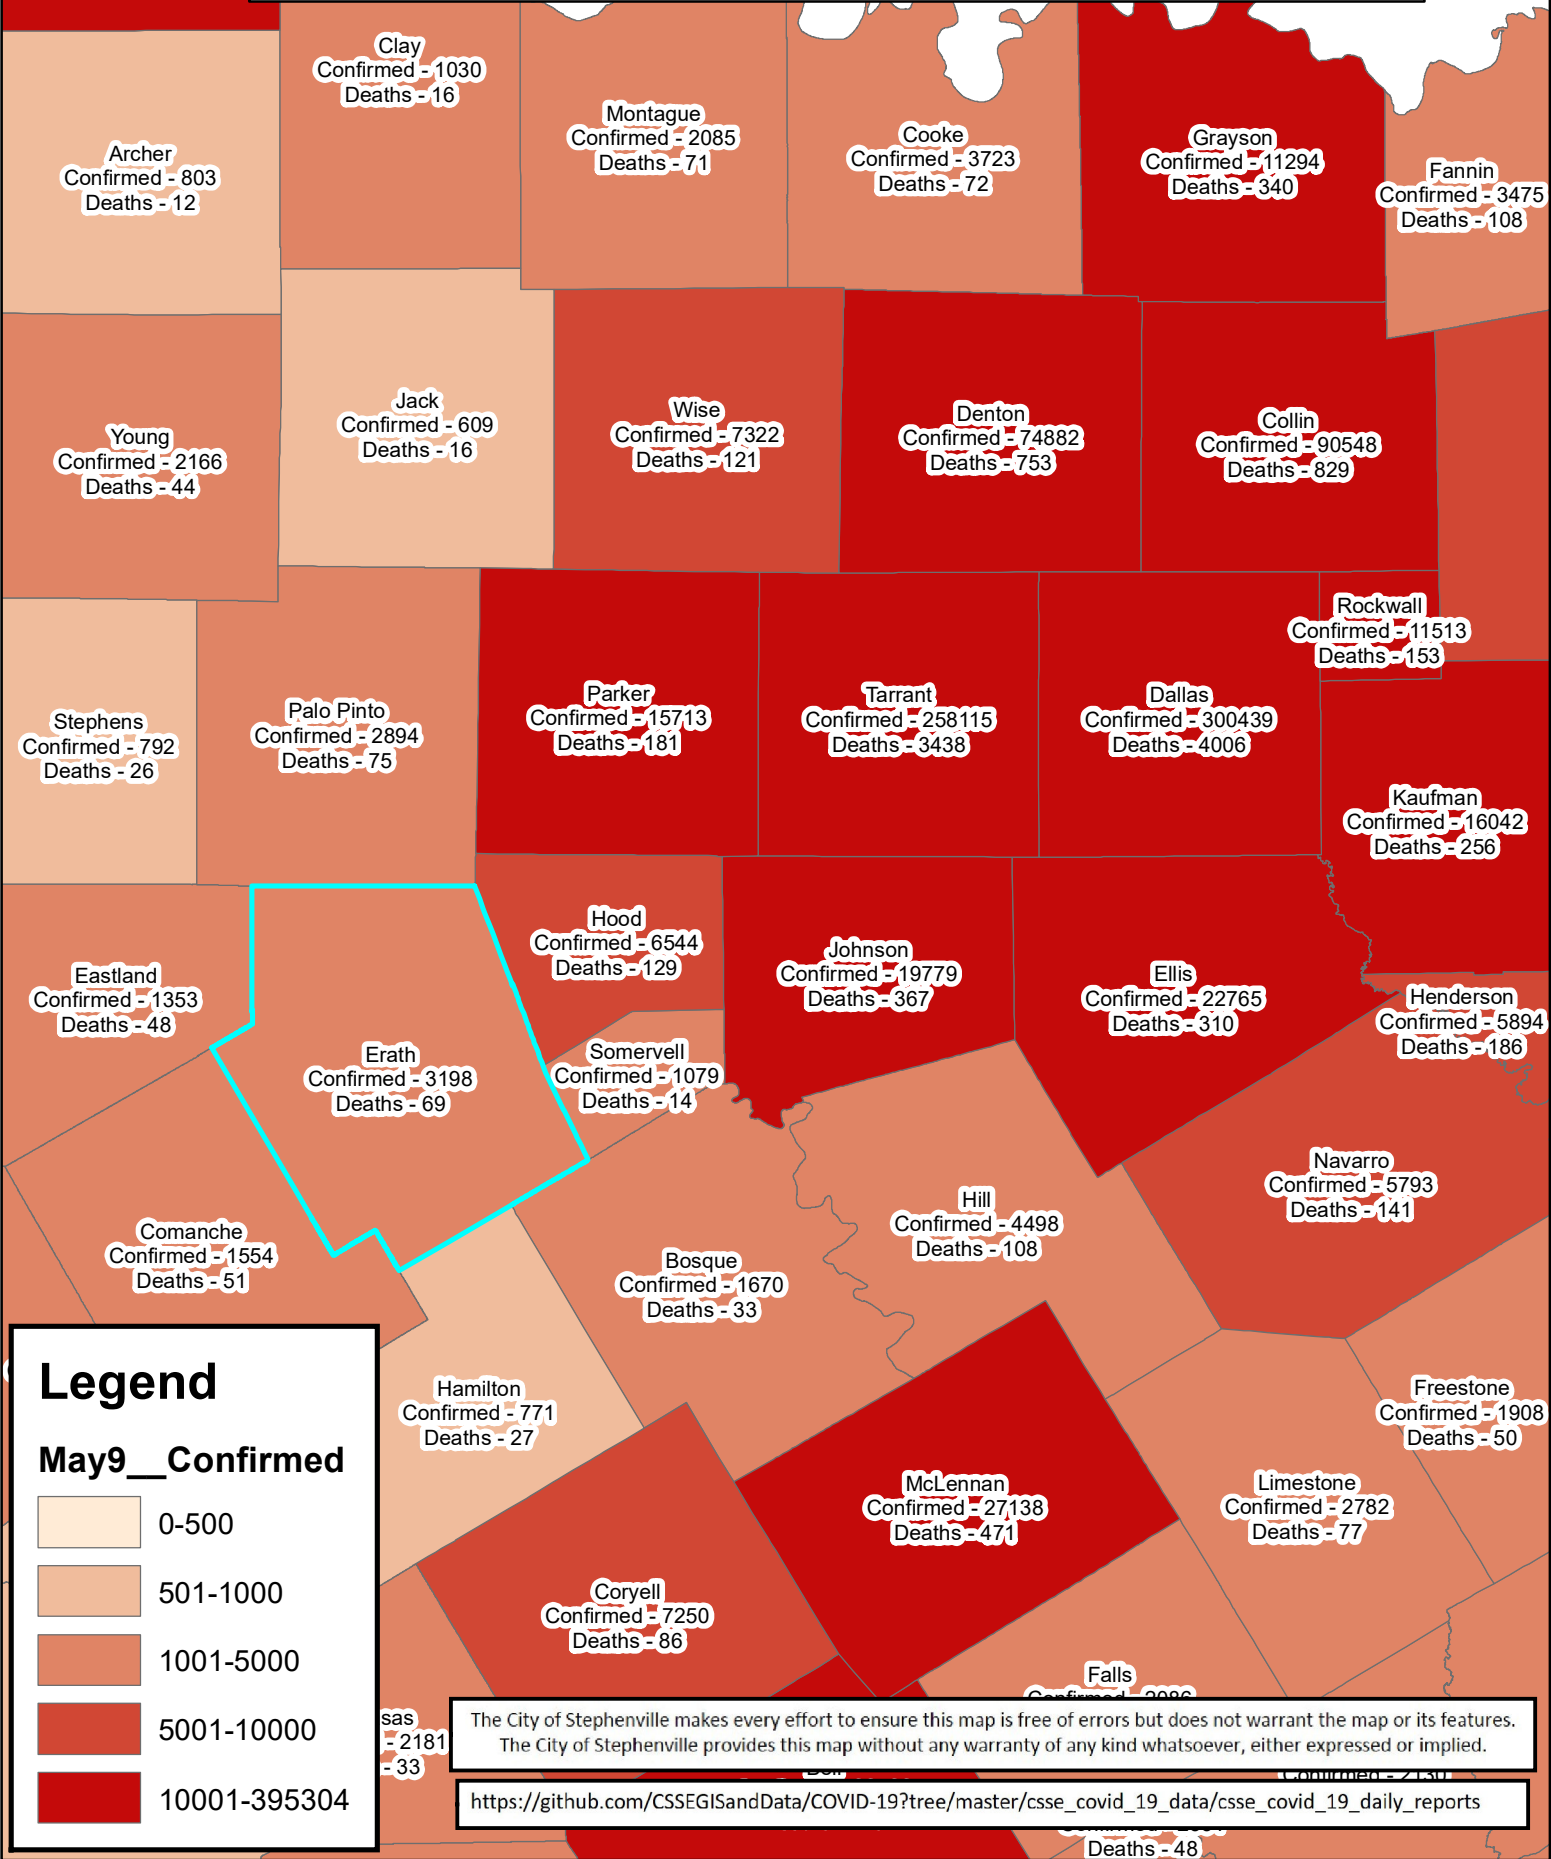 Clay
Confirmed - 1030
Deaths - 16
Montague
Confirmed - 2085
Deaths - 71
Cooke
Confirmed - 3723
Deaths - 72
Grayson
Confirmed - 11294
Deaths - 340
Archer
Confirmed - 803
Deaths - 12
Fannin
Confirmed - 3475
Deaths - 108
Young
Confirmed - 2166
Deaths - 44
Jack
Confirmed - 609
Deaths - 16
Wise
Confirmed - 7322
Deaths - 121
Denton
Confirmed - 74882
Deaths - 753
Collin
Confirmed - 90548
Deaths - 829
Rockwall
Confirmed - 11513
Deaths - 153
Stephens
Confirmed - 792
Deaths - 26
Palo Pinto
Confirmed - 2894
Deaths - 75
Parker
Confirmed - 15713
Deaths - 181
Tarrant
Confirmed - 258115
Deaths - 3438
Dallas
Confirmed - 300439
Deaths - 4006
Kaufman
Confirmed - 16042
Deaths - 256
Eastland
Confirmed - 1353
Deaths - 48
Hood
Confirmed - 6544
Deaths - 129
Johnson
Confirmed - 19779
Deaths - 367
Ellis
Confirmed - 22765
Deaths - 310
Henderson
Confirmed - 5894
Deaths - 186
Erath
Confirmed - 3198
Deaths - 69
Somervell
Confirmed - 1079
Deaths - 14
Navarro
Confirmed - 5793
Deaths - 141
Comanche
Confirmed - 1554
Deaths - 51
Bosque
Confirmed - 1670
Deaths - 33
Hill
Confirmed - 4498
Deaths - 108
Hamilton
Confirmed - 771
Deaths - 27
Freestone
Confirmed - 1908
Deaths - 50
McLennan
Confirmed - 27138
Deaths - 471
Limestone
Confirmed - 2782
Deaths - 77
Coryell
Confirmed - 7250
Deaths - 86
Falls
sas
- 2181
- 33
Deaths - 48
Legend
May9__Confirmed
0-500
501-1000
1001-5000
5001-10000
10001-395304
The City of Stephenville makes every effort to ensure this map is free of errors but does not warrant the map or its features.
The City of Stephenville provides this map without any warranty of any kind whatsoever, either expressed or implied.
https://github.com/CSSEGISandData/COVID-19?tree/master/csse_covid_19_data/csse_covid_19_daily_reports